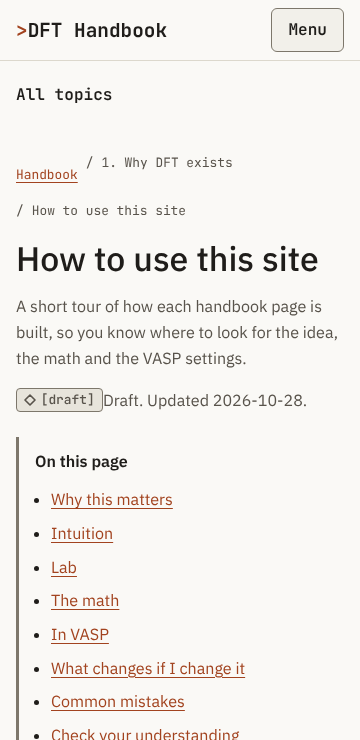 >DFT Handbook
Menu
All topics
Handbook / 1. Why DFT exists
/ How to use this site
How to use this site
A short tour of how each handbook page is
built, so you know where to look for the idea,
the math and the VASP settings.
[draft] Draft. Updated 2026-10-28.
On this page
Why this matters
Intuition
Lab
The math
In VASP
What changes if I change it
Common mistakes
Check your understanding